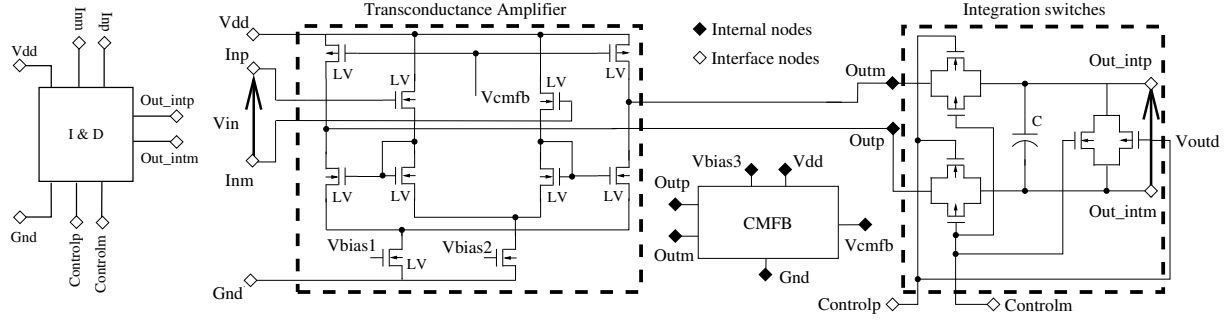 Inm
Inp
Vdd
Out_intp
I & D
Out_intm
Gnd
Controlp
Controlm
Transconductance Amplifier
Vdd
Inp
Vin
Inm
LV
LV
LV
LV
Vcmfb
LV
LV
LV
LV
Vbias1
LV
Vbias2
Gnd
Internal nodes
Interface nodes
Outm
Outp
Vbias3
Vdd
Outp
CMFB
Outm
Vcmfb
Gnd
Integration switches
Out_intp
C
Voutd
Out_intm
Controlp
Controlm